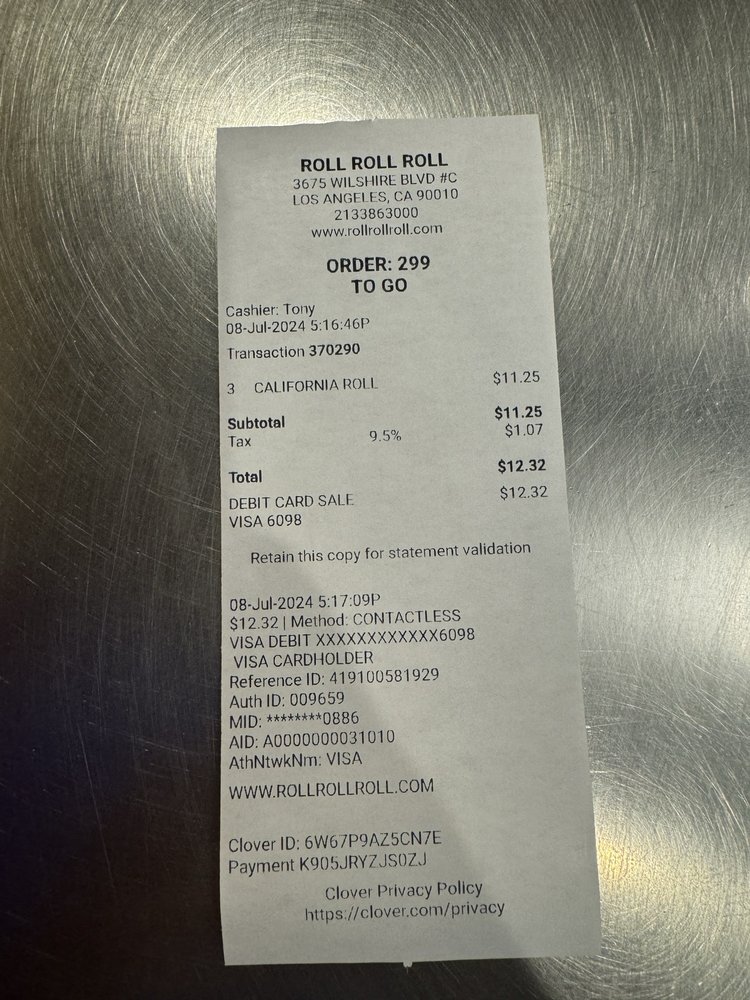 ROLL ROLL ROLL
3675 WILSHIRE BLVD #C
LOS ANGELES, CA 90010
2133863000
www.rollrollroll.com
ORDER: 299
TO GO
Cashier: Tony
08-Jul-2024 5:16:46P
Transaction 370290
3 CALIFORNIA ROLL $11.25
Subtotal $11.25
Tax 9.5% $1.07
Total $12.32
DEBIT CARD SALE $12.32
VISA 6098
Retain this copy for statement validation
08-Jul-2024 5:17:09P
$12.32 | Method: CONTACTLESS
VISA DEBIT XXXXXXXXXXXX6098
VISA CARDHOLDER
Reference ID: 419100581929
Auth ID: 009659
MID: ********0886
AID: A0000000031010
AthNtwkNm: VISA
WWW.ROLLROLLROLL.COM
Clover ID: 6W67P9AZ5CN7E
Payment K905JRYZJS0ZJ
Clover Privacy Policy
https://clover.com/privacy